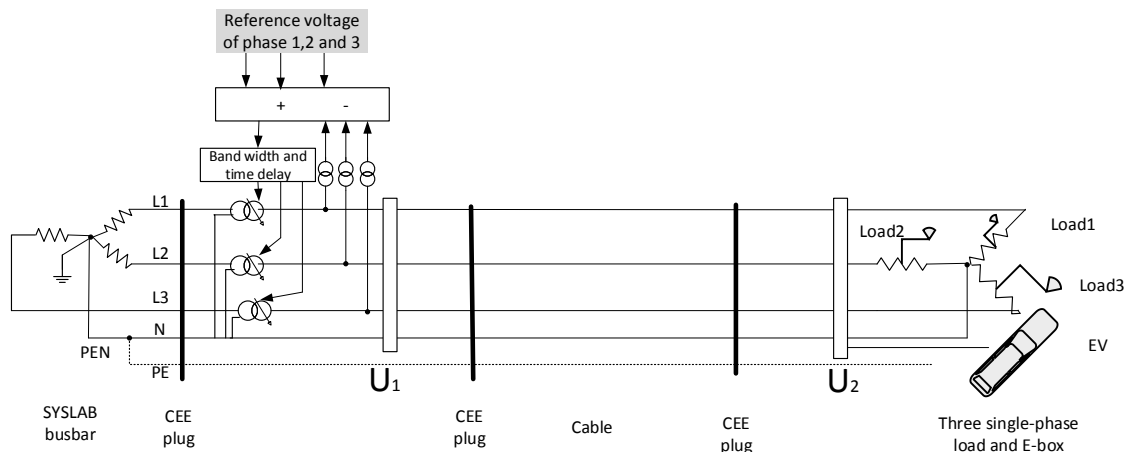 Reference voltage
of phase 1,2 and 3
+ -
Band width and
time delay
L1
L2
L3
N
PEN
PE
U1
U2
Load2
Load1
Load3
EV
SYSLAB
busbar
CEE
plug
CEE
plug
Cable
CEE
plug
Three single-phase
load and E-box